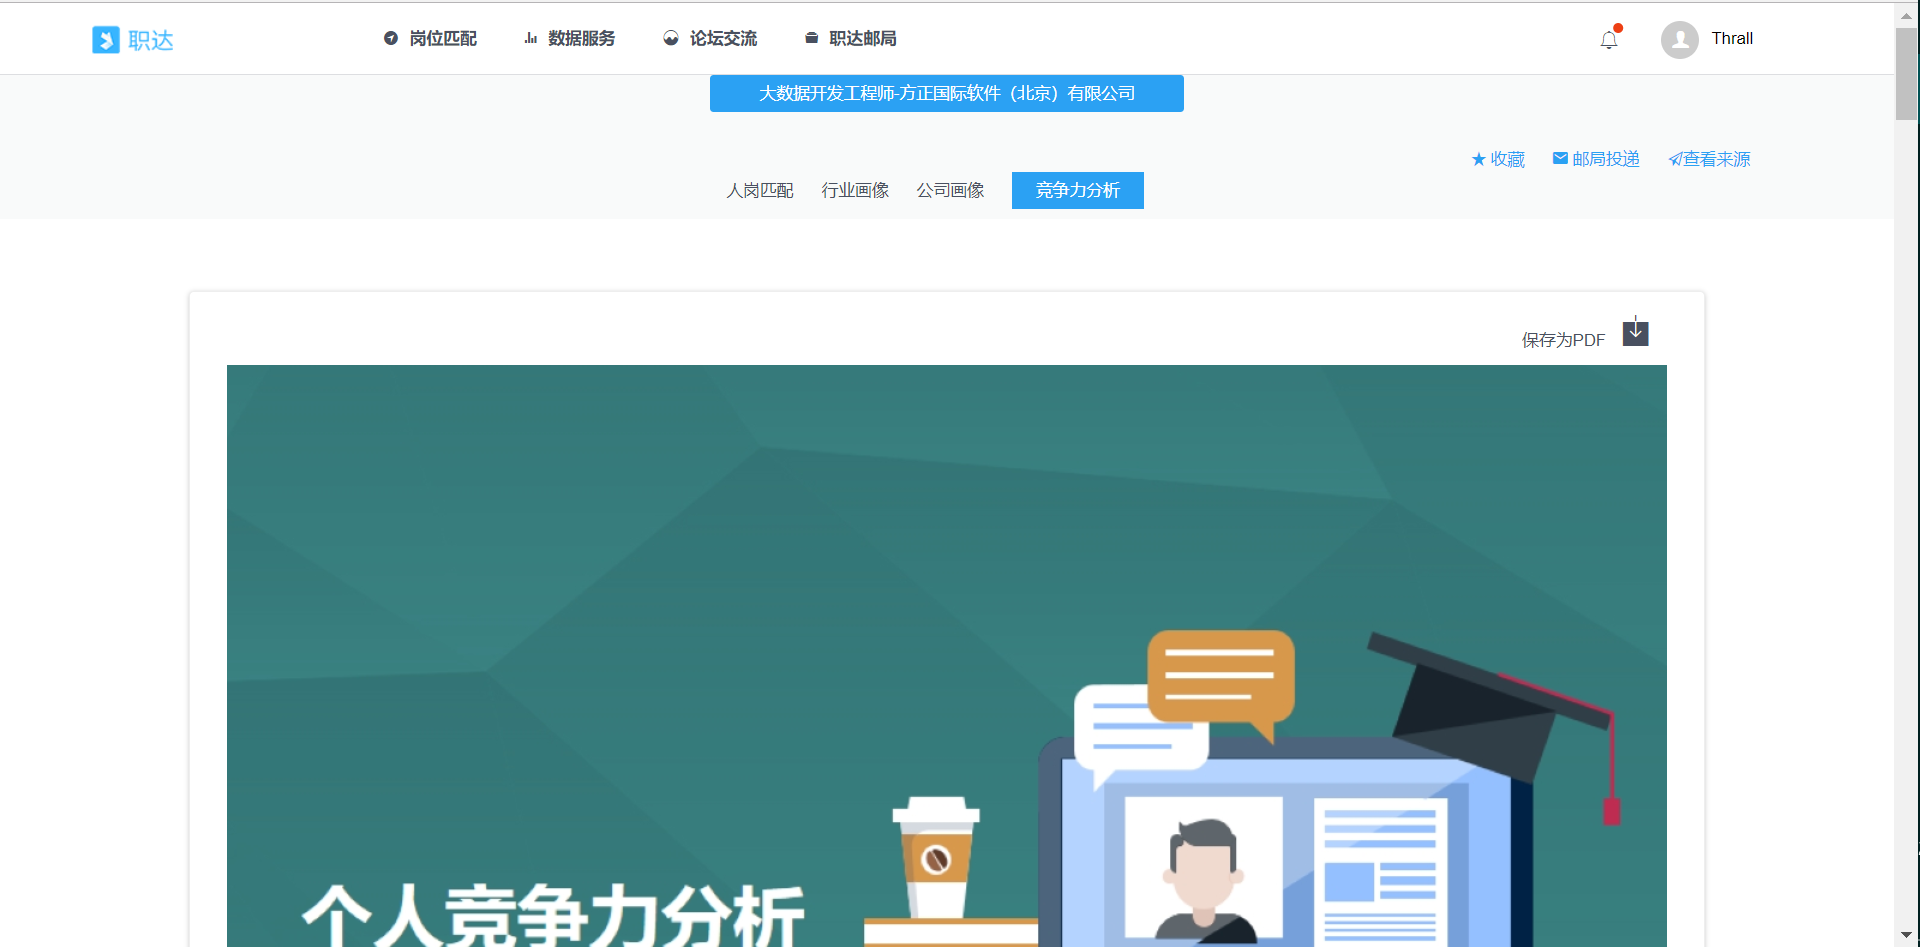 职达
岗位匹配
数据服务
论坛交流
职达邮局
Thrall
大数据开发工程师-方正国际软件（北京）有限公司
收藏
邮局投递
查看来源
人岗匹配
行业画像
公司画像
竞争力分析
保存为PDF
个人竞争力分析